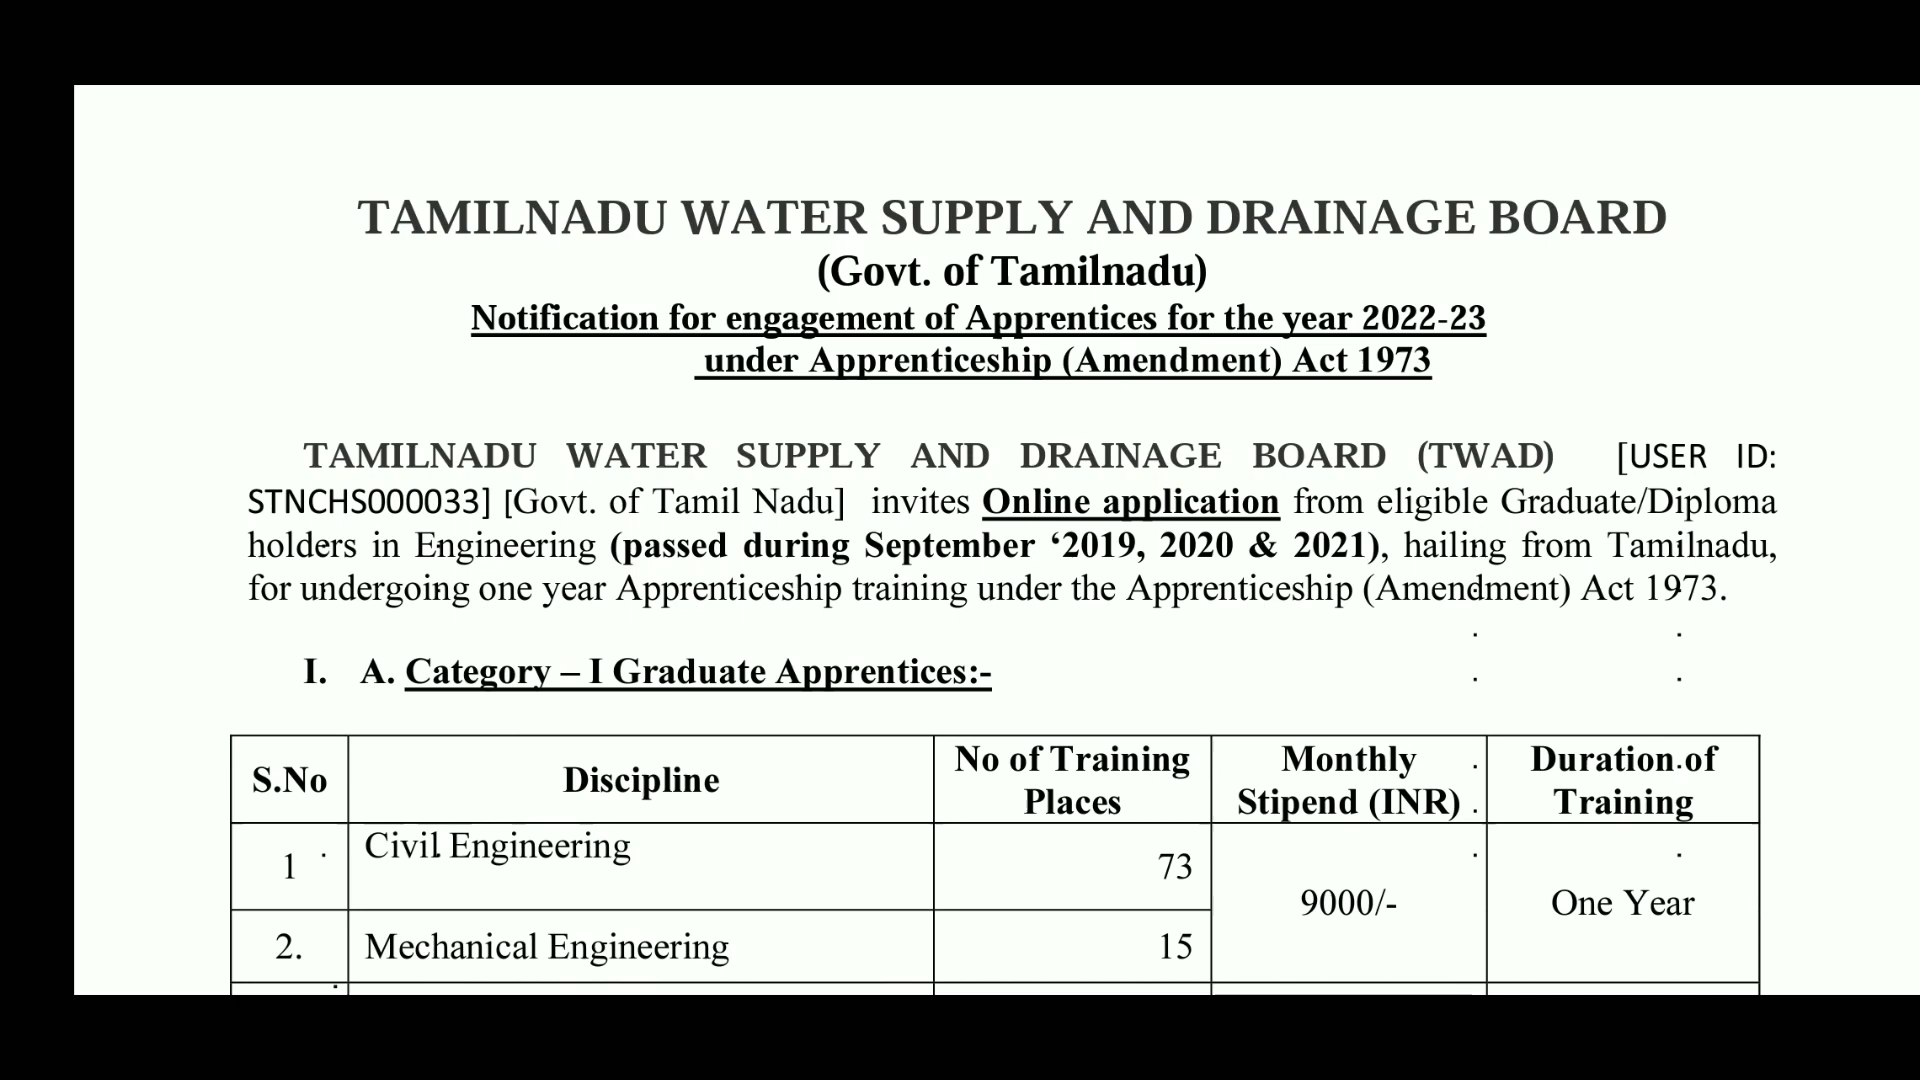 TAMILNADU WATER SUPPLY AND DRAINAGE BOARD
(Govt. of Tamilnadu)
Notification for engagement of Apprentices for the year 2022-23
under Apprenticeship (Amendment) Act 1973
TAMILNADU WATER SUPPLY AND DRAINAGE BOARD (TWAD) [USER ID:
STNCHS000033] [Govt. of Tamil Nadu] invites Online application from eligible Graduate/Diploma
holders in Engineering (passed during September ‘2019, 2020 & 2021), hailing from Tamilnadu,
for undergoing one year Apprenticeship training under the Apprenticeship (Amendment) Act 1973.
I. A. Category – I Graduate Apprentices:-
S.No Discipline No of Training Places Monthly Stipend (INR) Duration of Training
1 Civil Engineering 73
9000/- One Year
2. Mechanical Engineering 15